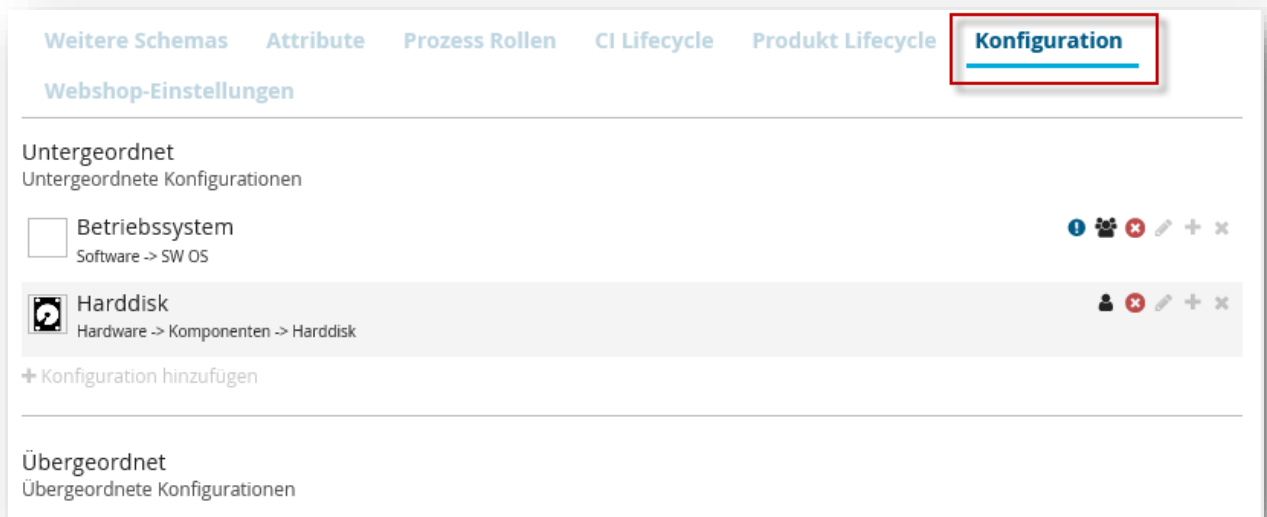 Weitere Schemas Attribute Prozess Rollen CI Lifecycle Produkt Lifecycle Konfiguration
Webshop-Einstellungen
Untergeordnet
Untergeordnete Konfigurationen
Betriebssystem
Software -> SW OS
Harddisk
Hardware -> Komponenten -> Harddisk
+ Konfiguration hinzufügen
Übergeordnet
Übergeordnete Konfigurationen